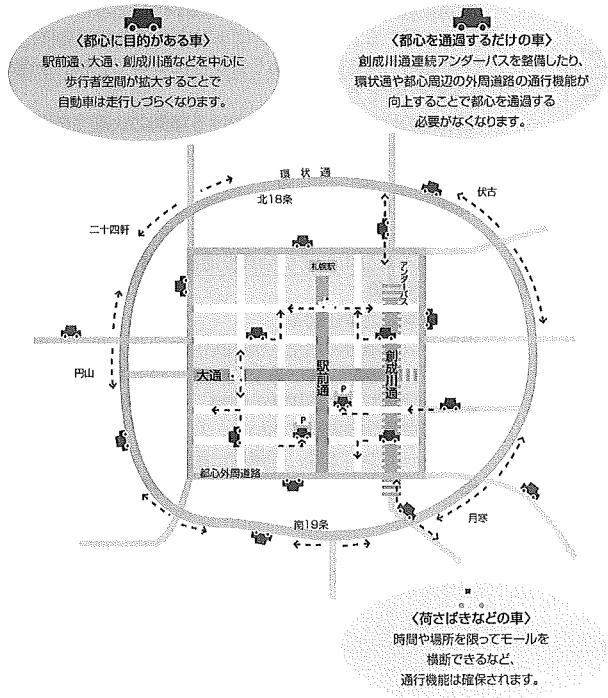 〈都心に目的がある車〉
駅前通、大通、創成川通などを中心に
歩行者空間が拡大することで
自動車は走行しづらくなります。
〈都心を通過するだけの車〉
創成川通連続アンダーパスを整備したり、
環状通や都心周辺の外周道路の通行機能が
向上することで都心を通過する
必要がなくなります。
環状通
北18条
伏古
二十四軒
札幌駅
アンダーパス
円山
大通
駅前通
創成川通
P
P
都心外周道路
南19条
月寒
〈荷さばきなどの車〉
時間や場所を限ってモールを
横断できるなど、
通行機能は確保されます。